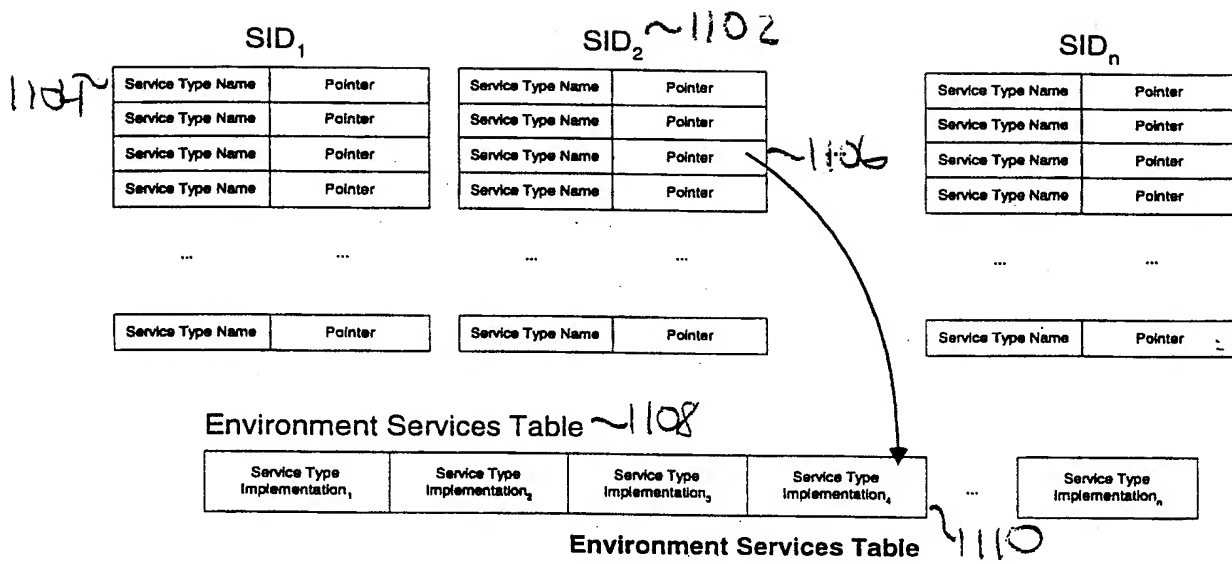 SID₁ SID₂ ~1102 SIDₙ
1104~ Service Type Name Pointer Service Type Name Pointer Service Type Name Pointer
Service Type Name Pointer Service Type Name Pointer Service Type Name Pointer
Service Type Name Pointer Service Type Name Pointer ~1106 Service Type Name Pointer
Service Type Name Pointer Service Type Name Pointer Service Type Name Pointer
... ... ... ... ... ...
Service Type Name Pointer Service Type Name Pointer Service Type Name Pointer
Environment Services Table ~1108
Service Type Service Type Service Type Service Type Service Type
Implementation₁ Implementation₂ Implementation₃ Implementation₄ ... Implementationₙ
Environment Services Table ~1110